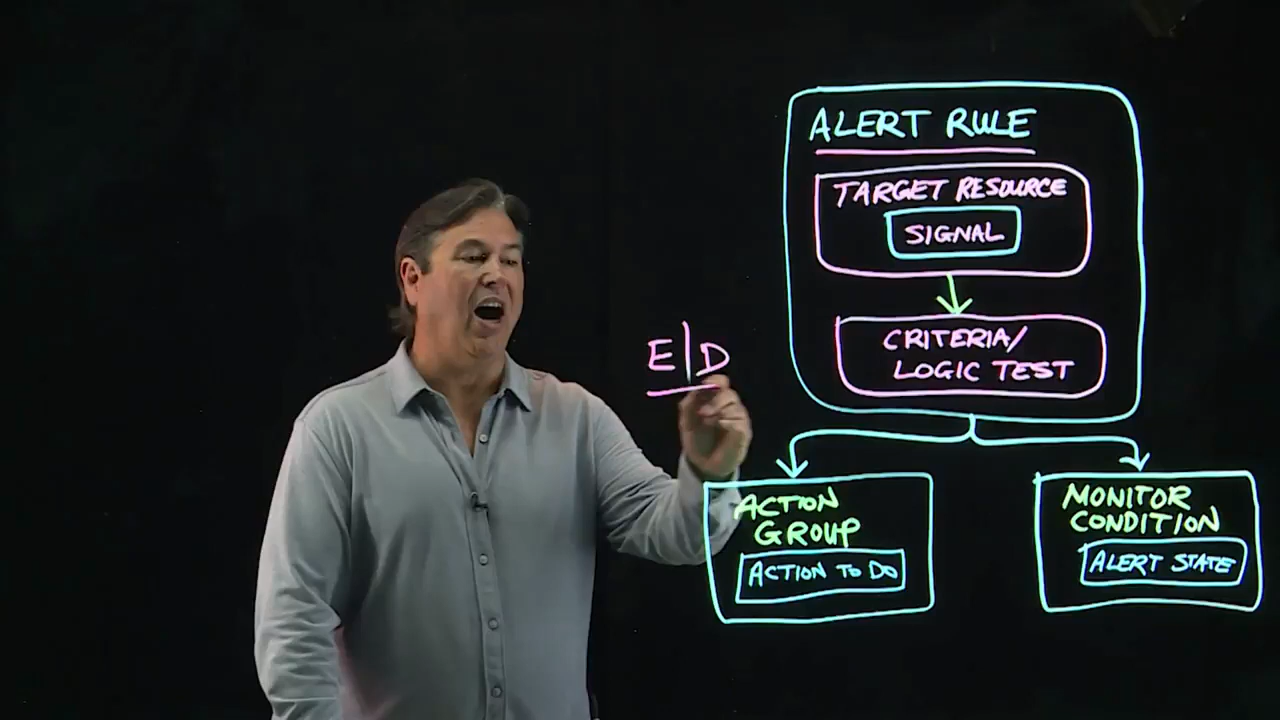 ALERT RULE
TARGET RESOURCE
SIGNAL
CRITERIA/
LOGIC TEST
E|D
ACTION
GROUP
ACTION TO DO
MONITOR
CONDITION
ALERT STATE